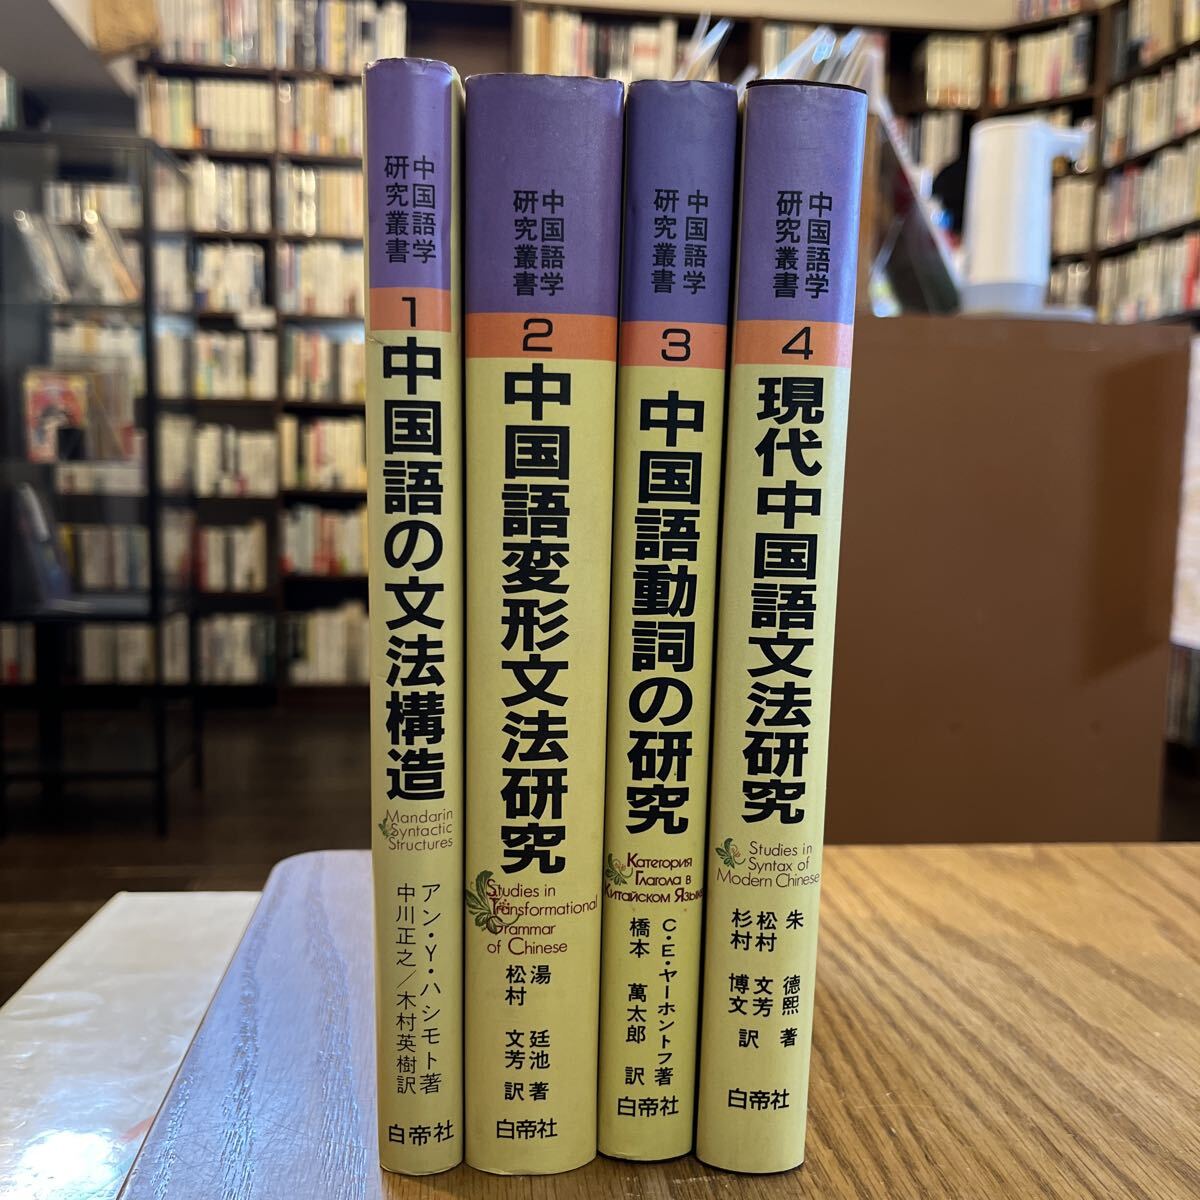 中国語学
研究叢書
1
中国語の文法構造
Mandarin
Syntactic
Structures
アン・Y・ハシモト著
中川正之／木村英樹訳
白帝社
中国語学
研究叢書
2
中国語変形文法研究
Studies in
Transformational
Grammar
of Chinese
湯 廷池 著
松村 文芳 訳
白帝社
中国語学
研究叢書
3
中国語動詞の研究
Категория
Глагола в
Китайском Языке
C・E・ヤーホントフ著
橋本 萬太郎 訳
白帝社
中国語学
研究叢書
4
現代中国語文法研究
Studies in
Syntax of
Modern Chinese
朱 德熙 著
松村 文芳
杉村 博文 訳
白帝社